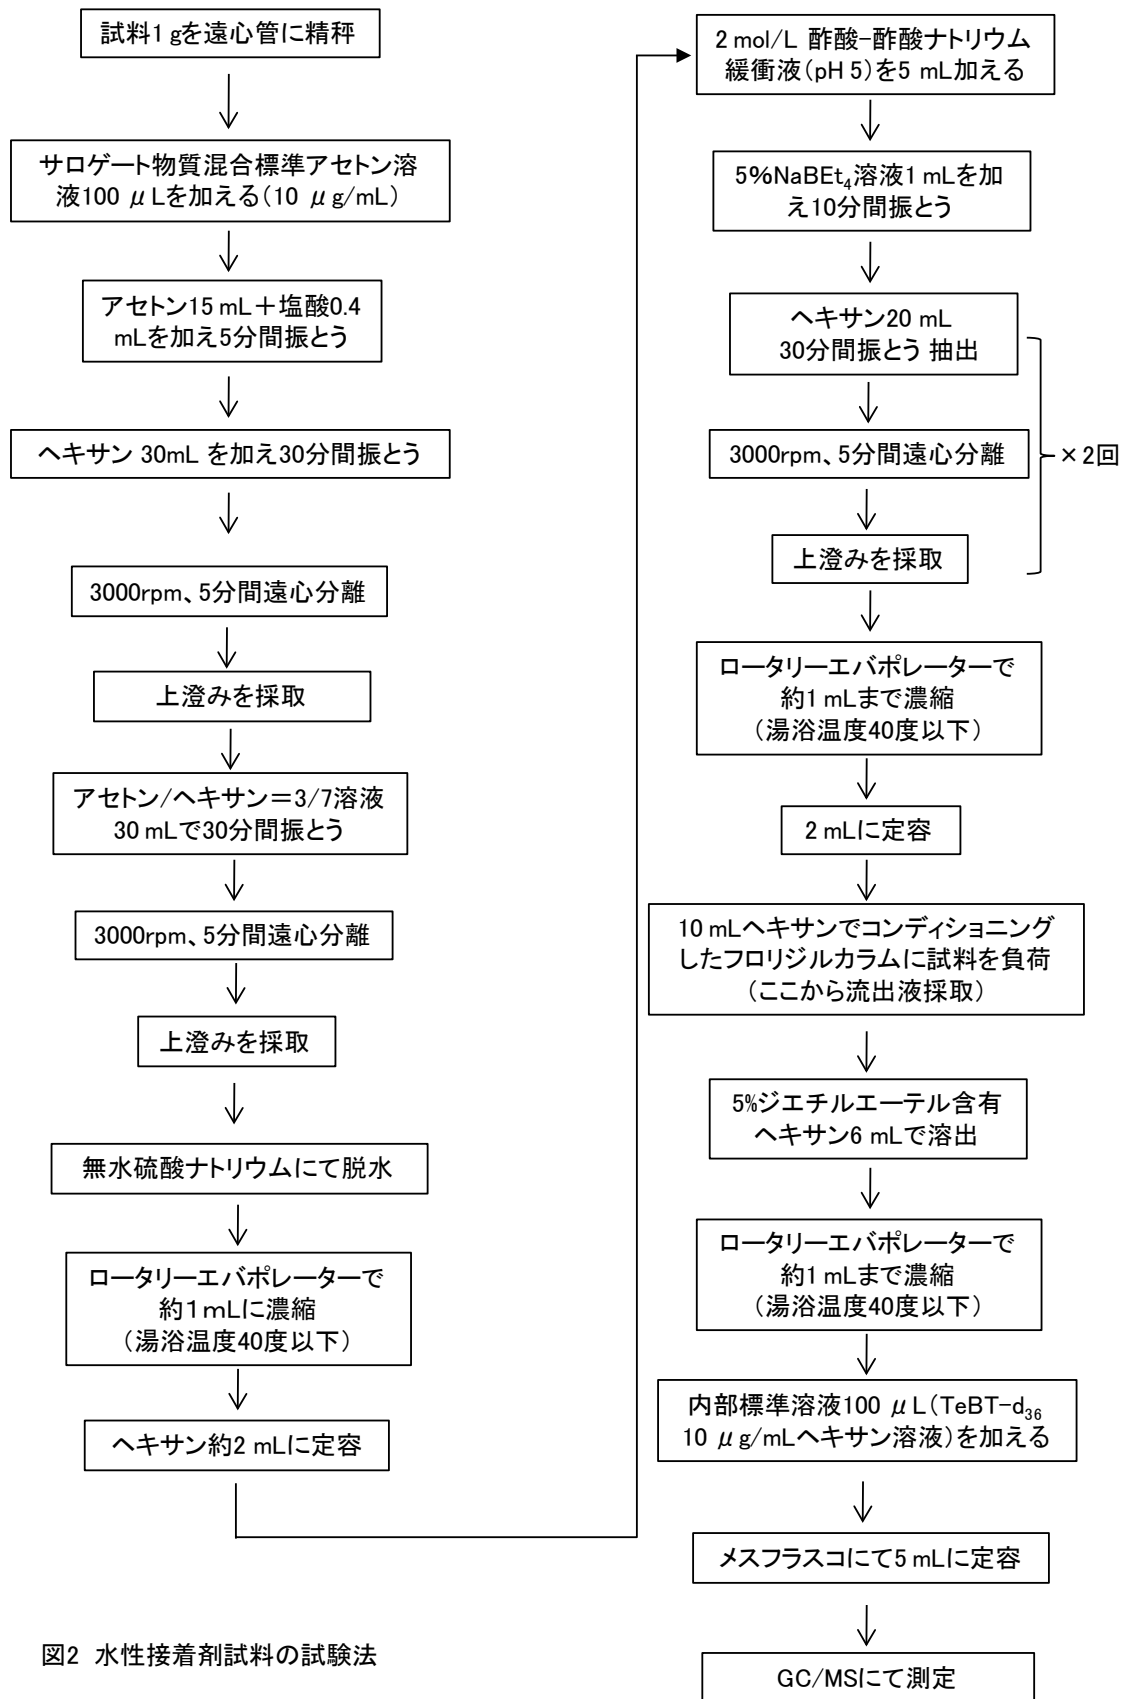 試料1 gを遠心管に精秤
サロゲート物質混合標準アセトン溶
液100 μLを加える(10 μg/mL)
アセトン15 mL+塩酸0.4
mLを加え5分間振とう
ヘキサン 30mL を加え30分間振とう
3000rpm、5分間遠心分離
上澄みを採取
アセトン/ヘキサン=3/7溶液
30 mLで30分間振とう
3000rpm、5分間遠心分離
上澄みを採取
無水硫酸ナトリウムにて脱水
ロータリーエバポレーターで
約1mLに濃縮
(湯浴温度40度以下)
ヘキサン約2 mLに定容
2 mol/L 酢酸-酢酸ナトリウム
緩衝液(pH 5)を5 mL加える
5%NaBEt4溶液1 mLを加
え10分間振とう
ヘキサン20 mL
30分間振とう 抽出
3000rpm、5分間遠心分離
×2回
上澄みを採取
ロータリーエバポレーターで
約1 mLまで濃縮
(湯浴温度40度以下)
2 mLに定容
10 mLヘキサンでコンディショニング
したフロリジルカラムに試料を負荷
(ここから流出液採取)
5%ジエチルエーテル含有
ヘキサン6 mLで溶出
ロータリーエバポレーターで
約1 mLまで濃縮
(湯浴温度40度以下)
内部標準溶液100 μL(TeBT-d36
10 μg/mLヘキサン溶液)を加える
メスフラスコにて5 mLに定容
GC/MSにて測定
図2 水性接着剤試料の試験法